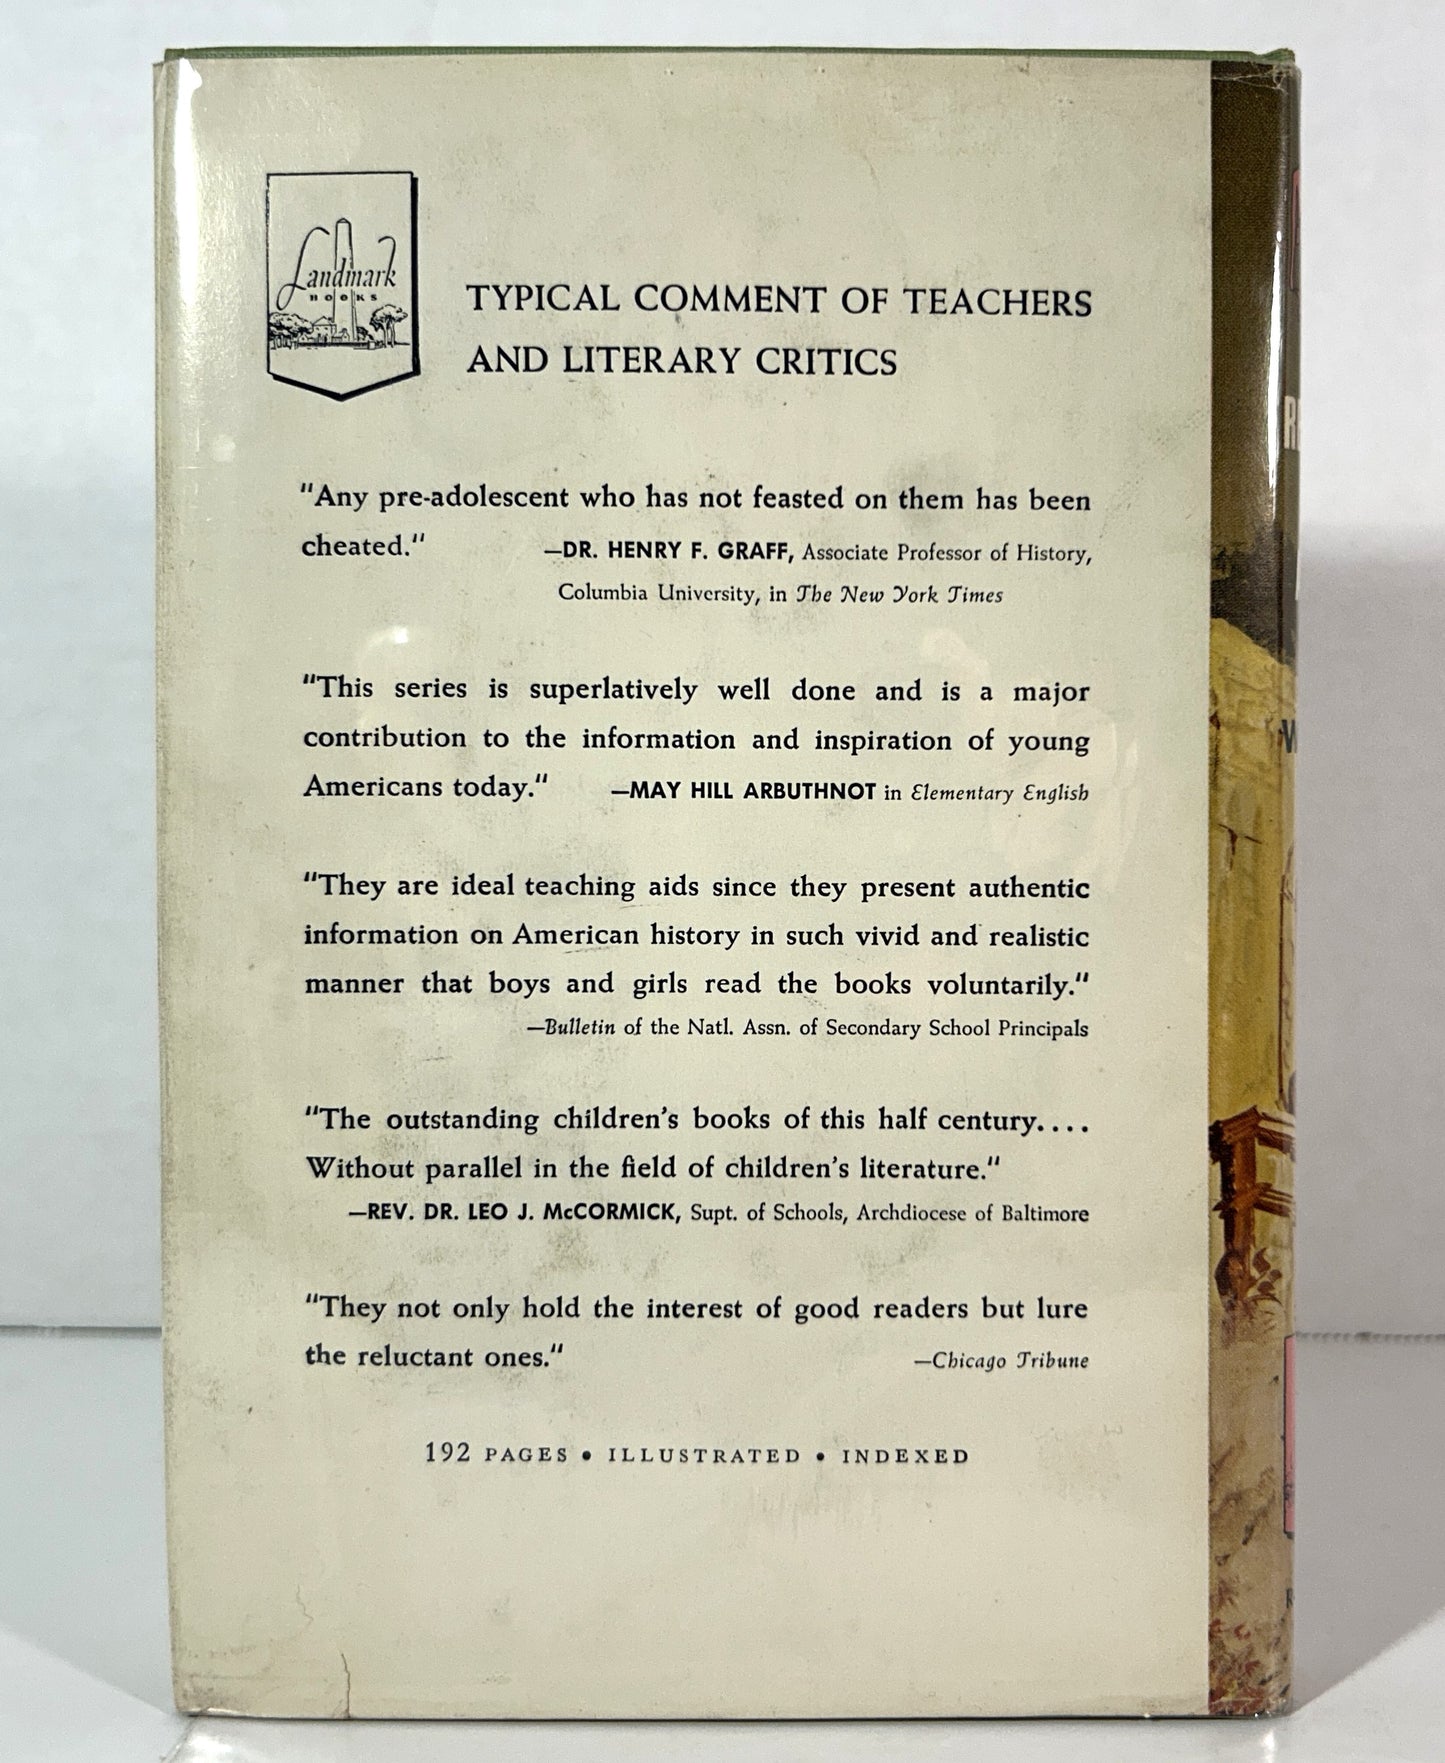 Landmark
BOOKS
TYPICAL COMMENT OF TEACHERS
AND LITERARY CRITICS
"Any pre-adolescent who has not feasted on them has been
cheated." —DR. HENRY F. GRAFF, Associate Professor of History,
Columbia University, in The New York Times
"This series is superlatively well done and is a major
contribution to the information and inspiration of young
Americans today." —MAY HILL ARBUTHNOT in Elementary English
"They are ideal teaching aids since they present authentic
information on American history in such vivid and realistic
manner that boys and girls read the books voluntarily."
—Bulletin of the Natl. Assn. of Secondary School Principals
"The outstanding children's books of this half century....
Without parallel in the field of children's literature."
—REV. DR. LEO J. McCORMICK, Supt. of Schools, Archdiocese of Baltimore
"They not only hold the interest of good readers but lure
the reluctant ones." —Chicago Tribune
192 PAGES • ILLUSTRATED • INDEXED